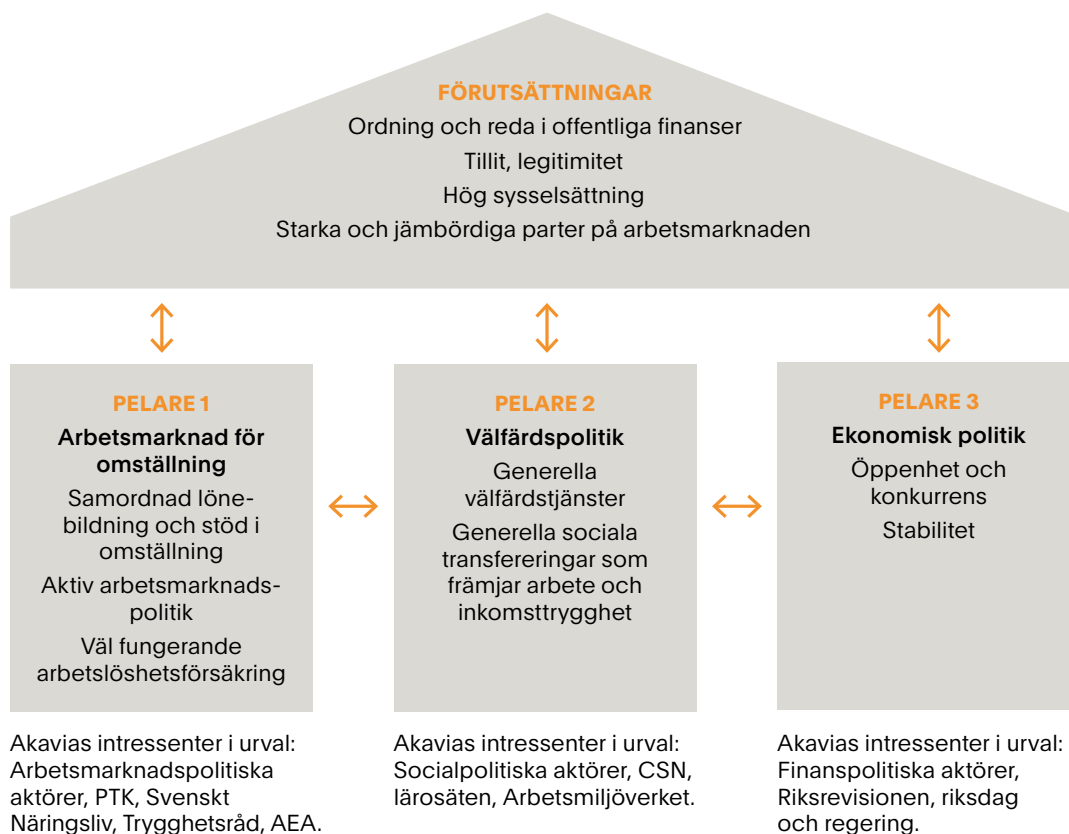 FÖRUTSÄTTNINGAR
Ordning och reda i offentliga finanser
Tillit, legitimitet
Hög sysselsättning
Starka och jämbördiga parter på arbetsmarknaden
PELARE 1
Arbetsmarknad för
omställning
Samordnad löne-
bildning och stöd i
omställning
Aktiv arbetsmarknads-
politik
Väl fungerande
arbetslöshetsförsäkring
PELARE 2
Välfärdspolitik
Generella
välfärdstjänster
Generella sociala
transfereringar som
främjar arbete och
inkomsttrygghet
PELARE 3
Ekonomisk politik
Öppenhet och
konkurrens
Stabilitet
Akavias intressenter i urval:
Arbetsmarknadspolitiska
aktörer, PTK, Svenskt
Näringsliv, Trygghetsråd, AEA.
Akavias intressenter i urval:
Socialpolitiska aktörer, CSN,
lärosäten, Arbetsmiljöverket.
Akavias intressenter i urval:
Finanspolitiska aktörer,
Riksrevisionen, riksdag
och regering.